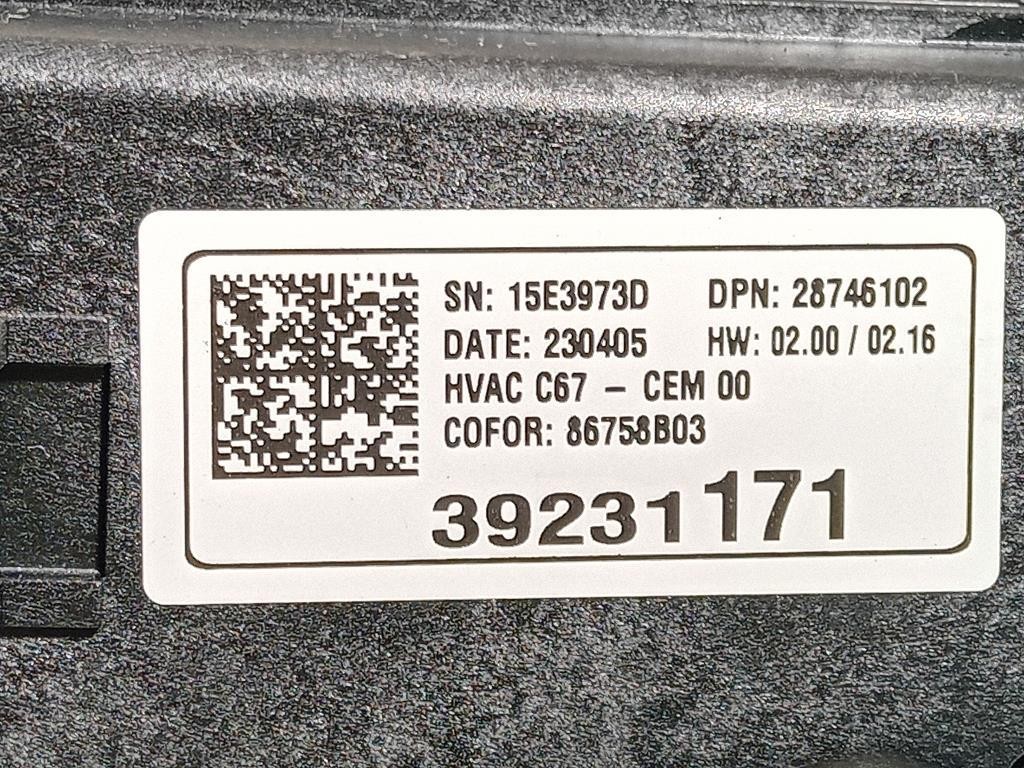 SN: 15E3973D DPN: 28746102
DATE: 230405 HW: 02.00 / 02.16
HVAC C67 – CEM 00
COFOR: 86758B03
39231171